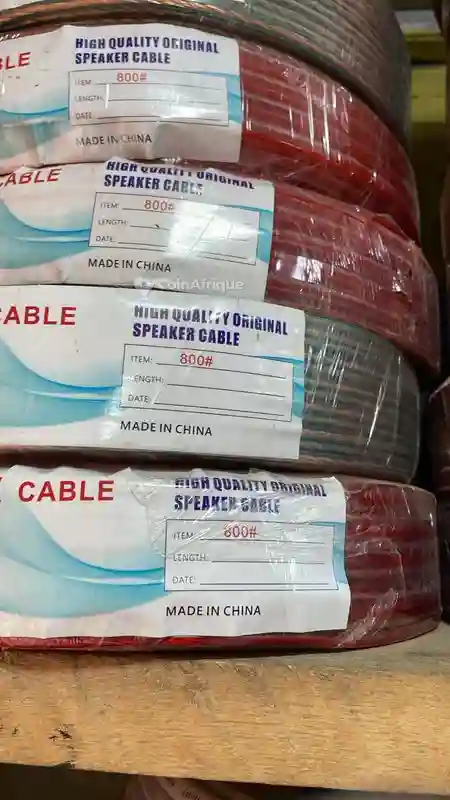 HIGH QUALITY ORIGINAL
SPEAKER CABLE
ITEM: 800#
LENGTH:
DATE:
MADE IN CHINA
CABLE
HIGH QUALITY ORIGINAL
SPEAKER CABLE
ITEM: 800#
LENGTH:
DATE:
MADE IN CHINA
CoinAfrique
CABLE
HIGH QUALITY ORIGINAL
SPEAKER CABLE
ITEM: 800#
LENGTH:
DATE:
MADE IN CHINA
CABLE
HIGH QUALITY ORIGINAL
SPEAKER CABLE
ITEM: 800#
LENGTH:
DATE:
MADE IN CHINA